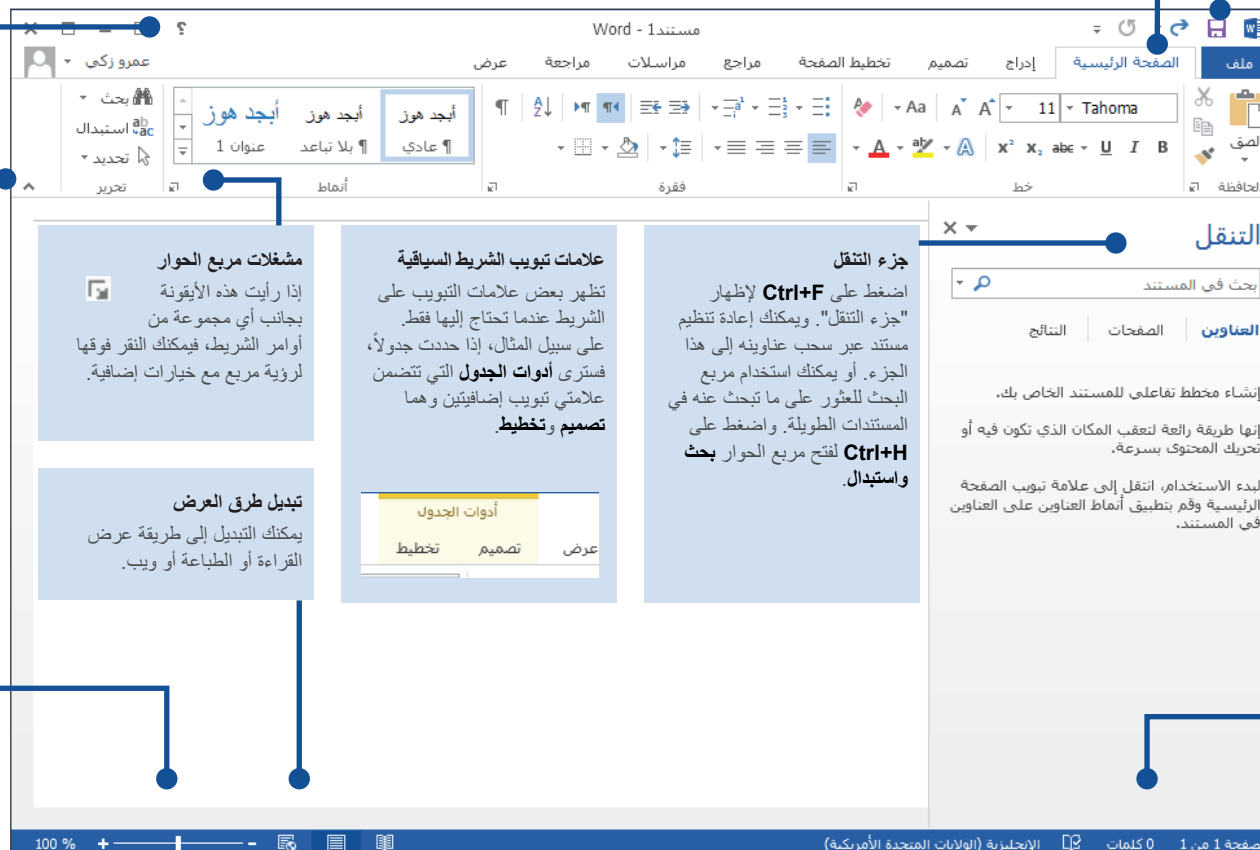 مستند1 - Word
ملف
الصفحة الرئيسية
إدراج
تصميم
تخطيط الصفحة
مراجع
مراسلات
مراجعة
عرض
عمرو زكي
لصق
Tahoma
11
Aa
B I U abc x₂ x²
بحث
استبدال
تحديد
أبجد هوز
¶ عادي
أبجد هوز
¶ بلا تباعد
أبجد هوز
عنوان 1
لحافظة
خط
فقرة
أنماط
تحرير
التنقل
بحث في المستند
العناوين
الصفحات
النتائج
إنشاء مخطط تفاعلي للمستند الخاص بك.
إنها طريقة رائعة لتعقب المكان الذي تكون فيه أو
تحريك المحتوى بسرعة.
لبدء الاستخدام، انتقل إلى علامة تبويب الصفحة
الرئيسية وقم بتطبيق أنماط العناوين على العناوين
في المستند.
جزء التنقل
اضغط على Ctrl+F لإظهار
"جزء التنقل". ويمكنك إعادة تنظيم
مستند عبر سحب عناوينه إلى هذا
الجزء. أو يمكنك استخدام مربع
البحث للعثور على ما تبحث عنه في
المستندات الطويلة. واضغط على
Ctrl+H لفتح مربع الحوار بحث
واستبدال.
علامات تبويب الشريط السياقية
تظهر بعض علامات التبويب على
الشريط عندما تحتاج إليها فقط.
على سبيل المثال، إذا حددت جدولاً،
فسترى أدوات الجدول التي تتضمن
علامتي تبويب إضافيتين وهما
تصميم وتخطيط.
أدوات الجدول
عرض
تصميم
تخطيط
مشغلات مربع الحوار
إذا رأيت هذه الأيقونة
بجانب أي مجموعة من
أوامر الشريط، فيمكنك النقر فوقها
لرؤية مربع مع خيارات إضافية.
تبديل طرق العرض
يمكنك التبديل إلى طريقة عرض
القراءة أو الطباعة أو ويب.
صفحة 1 من 1
0 كلمات
الإنجليزية (الولايات المتحدة الأمريكية)
100 %